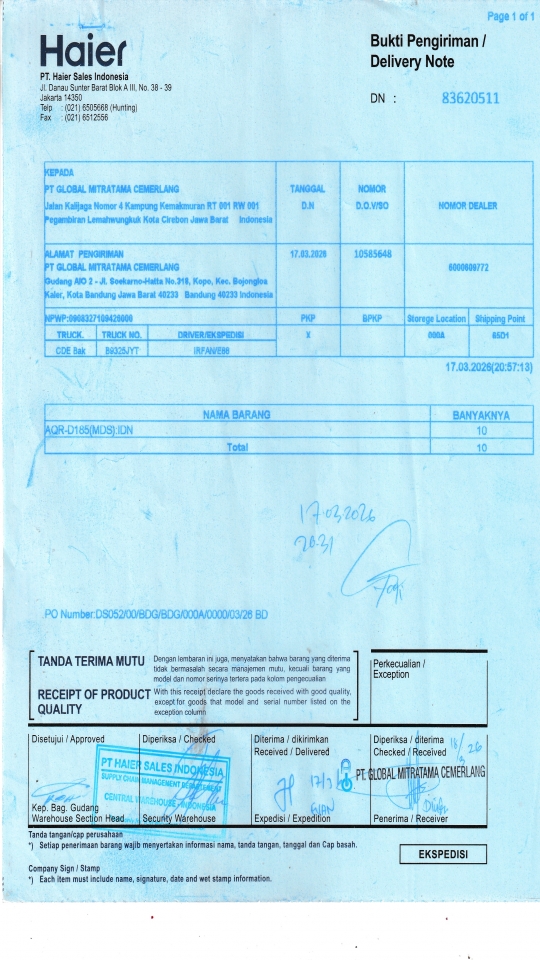 Page 1 of 1
Haier
Bukti Pengiriman /
Delivery Note
PT. Haier Sales Indonesia
Jl. Danau Sunter Barat Blok A III, No. 38 - 39
Jakarta 14350
Telp : (021) 6505668 (Hunting)
Fax : (021) 6512556
DN : 83620511
KEPADA
PT GLOBAL MITRATAMA CEMERLANG
Jalan Kalijaga Nomor 4 Kampung Kemakmuran RT 001 RW 001
Pegambiran Lemahwungkuk Kota Cirebon Jawa Barat Indonesia
TANGGAL
D.N
NOMOR
D.O.V/SO
NOMOR DEALER
ALAMAT PENGIRIMAN
PT GLOBAL MITRATAMA CEMERLANG
Gudang AIO 2 - Jl. Soekarno-Hatta No.318, Kopo, Kec. Bojongloa
Kaler, Kota Bandung Jawa Barat 40233 Bandung 40233 Indonesia
17.03.2026
10565648
6000609772
NPWP:0908327109426000
PKP
BPKP
Storage Location
Shipping Point
TRUCK.
TRUCK NO.
DRIVER/EKSPEDISI
X
000A
65D1
CDE Bak
B9325JYT
IRFAN/E66
17.03.2026(20:57:13)
NAMA BARANG
BANYAKNYA
AQR-D185(MDS):IDN
10
Total
10
17.03.2026
20.31
PO Number:DS052/00/BDG/BDG/000A/0000/03/26 BD
TANDA TERIMA MUTU
Dengan lembaran ini juga, menyatakan bahwa barang yang diterima
tidak bermasalah secara manajemen mutu, kecuali barang yang
model dan nomor serinya tertera pada kolom pengecualian
RECEIPT OF PRODUCT
QUALITY
With this receipt declare the goods received with good quality,
except for goods that model and serial number listed on the
exception column
Perkecualian /
Exception
Disetujui / Approved
Diperiksa / Checked
Diterima / dikirimkan
Received / Delivered
Diperiksa / diterima
Checked / Received
PT HAIER SALES INDONESIA
SUPPLY CHAIN MANAGEMENT DEPARTMENT
CENTRAL WAREHOUSE - INDONESIA
17/3
PT. GLOBAL MITRATAMA CEMERLANG
Kep. Bag. Gudang
Warehouse Section Head
Security Warehouse
Expedisi / Expedition
Penerima / Receiver
Tanda tangan/cap perusahaan
*) Setiap penerimaan barang wajib menyertakan informasi nama, tanda tangan, tanggal dan Cap basah.
EKSPEDISI
Company Sign / Stamp
*) Each item must include name, signature, date and wet stamp information.